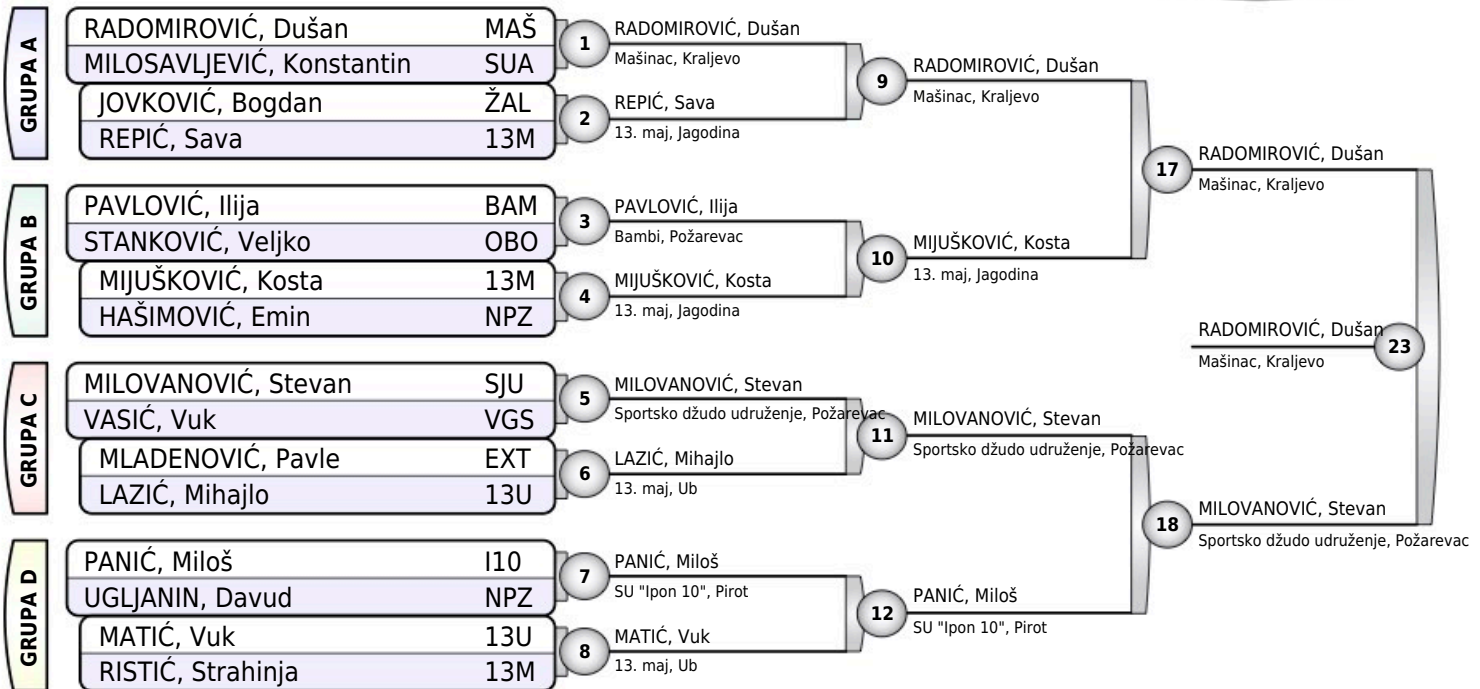 GRUPA A
RADOMIROVIĆ, Dušan MAŠ
MILOSAVLJEVIĆ, Konstantin SUA
JOVKOVIĆ, Bogdan ŽAL
REPIĆ, Sava 13M
GRUPA B
PAVLOVIĆ, Ilija BAM
STANKOVIĆ, Veljko OBO
MIJUŠKOVIĆ, Kosta 13M
HAŠIMOVIĆ, Emin NPZ
GRUPA C
MILOVANOVIĆ, Stevan SJU
VASIĆ, Vuk VGS
MLADENOVIĆ, Pavle EXT
LAZIĆ, Mihajlo 13U
GRUPA D
PANIĆ, Miloš I10
UGLJANIN, Davud NPZ
MATIĆ, Vuk 13U
RISTIĆ, Strahinja 13M
1
RADOMIROVIĆ, Dušan
Mašinac, Kraljevo
2
REPIĆ, Sava
13. maj, Jagodina
3
PAVLOVIĆ, Ilija
Bambi, Požarevac
4
MIJUŠKOVIĆ, Kosta
13. maj, Jagodina
5
MILOVANOVIĆ, Stevan
Sportsko džudo udruženje, Požarevac
6
LAZIĆ, Mihajlo
13. maj, Ub
7
PANIĆ, Miloš
SU "Ipon 10", Pirot
8
MATIĆ, Vuk
13. maj, Ub
9
RADOMIROVIĆ, Dušan
Mašinac, Kraljevo
10
MIJUŠKOVIĆ, Kosta
13. maj, Jagodina
11
MILOVANOVIĆ, Stevan
Sportsko džudo udruženje, Požarevac
12
PANIĆ, Miloš
SU "Ipon 10", Pirot
17
RADOMIROVIĆ, Dušan
Mašinac, Kraljevo
18
MILOVANOVIĆ, Stevan
Sportsko džudo udruženje, Požarevac
RADOMIROVIĆ, Dušan
Mašinac, Kraljevo
23